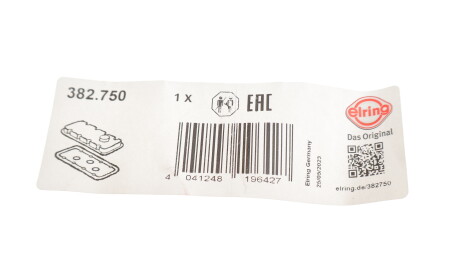 382.750
1 X
EAC
elring
Das Original
4 041248 196427
Elring Germany
25/05/2022
elring.de/382750